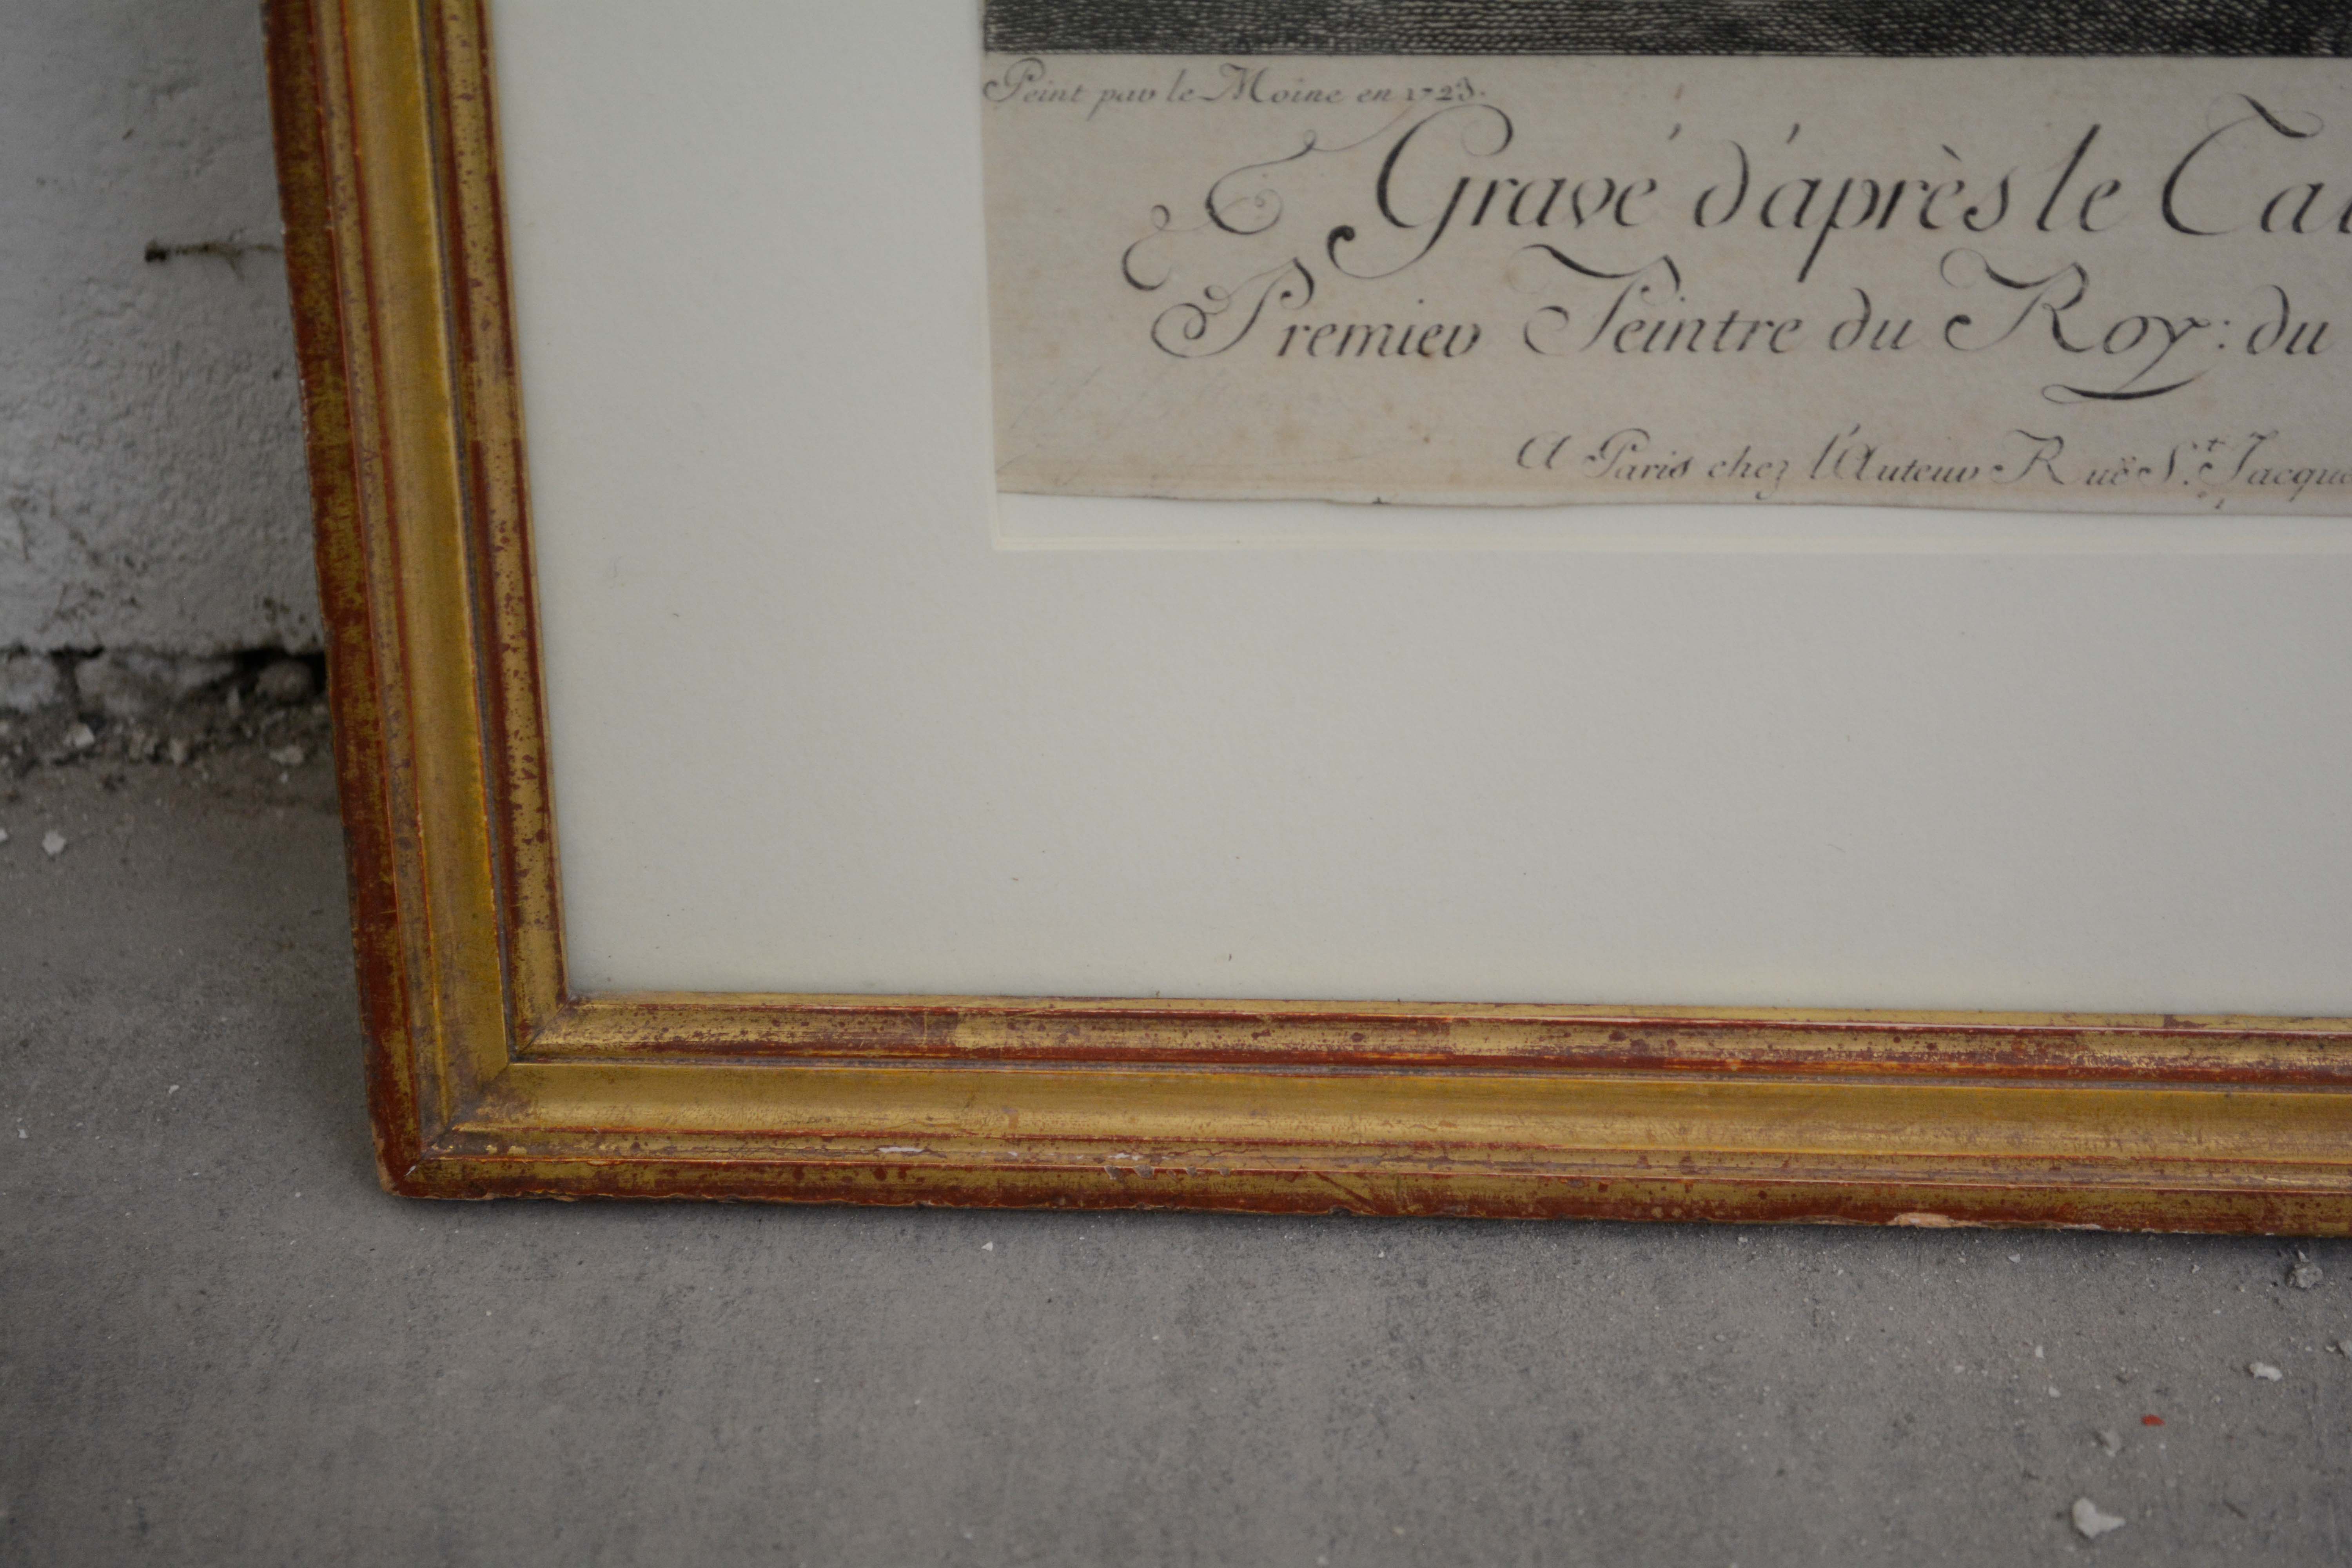 Peint par le Moine en 1723.
Gravé d'après le Ta
Premier Peintre du Roy: du
A Paris chez l'Auteur Ruë St. Jacque